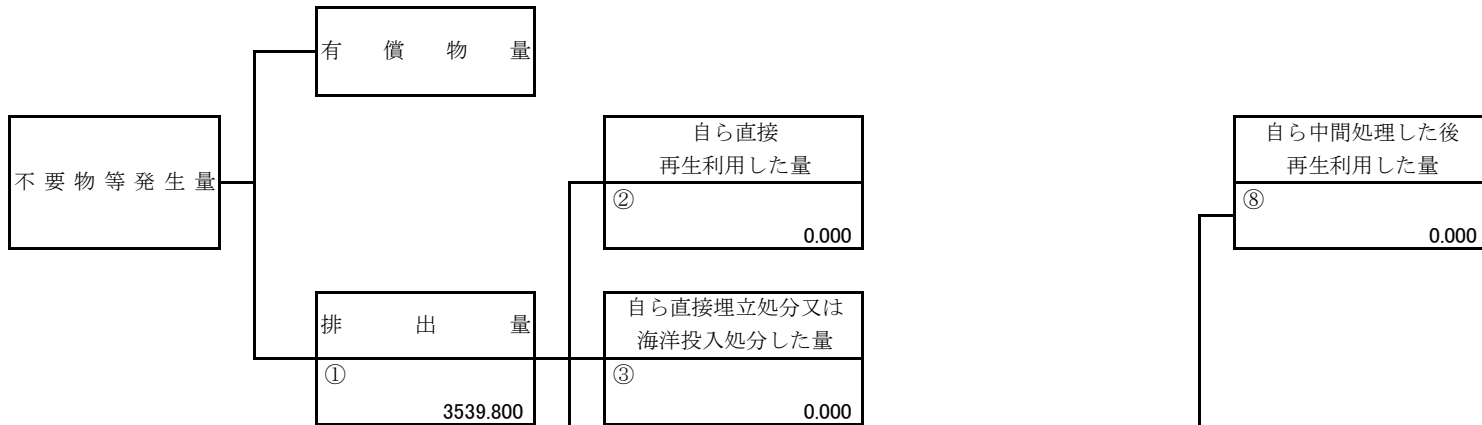 有償物量
不要物等発生量
自ら直接
再生利用した量
②
0.000
自ら中間処理した後
再生利用した量
⑧
0.000
排出量
①
3539.800
自ら直接埋立処分又は
海洋投入処分した量
③
0.000